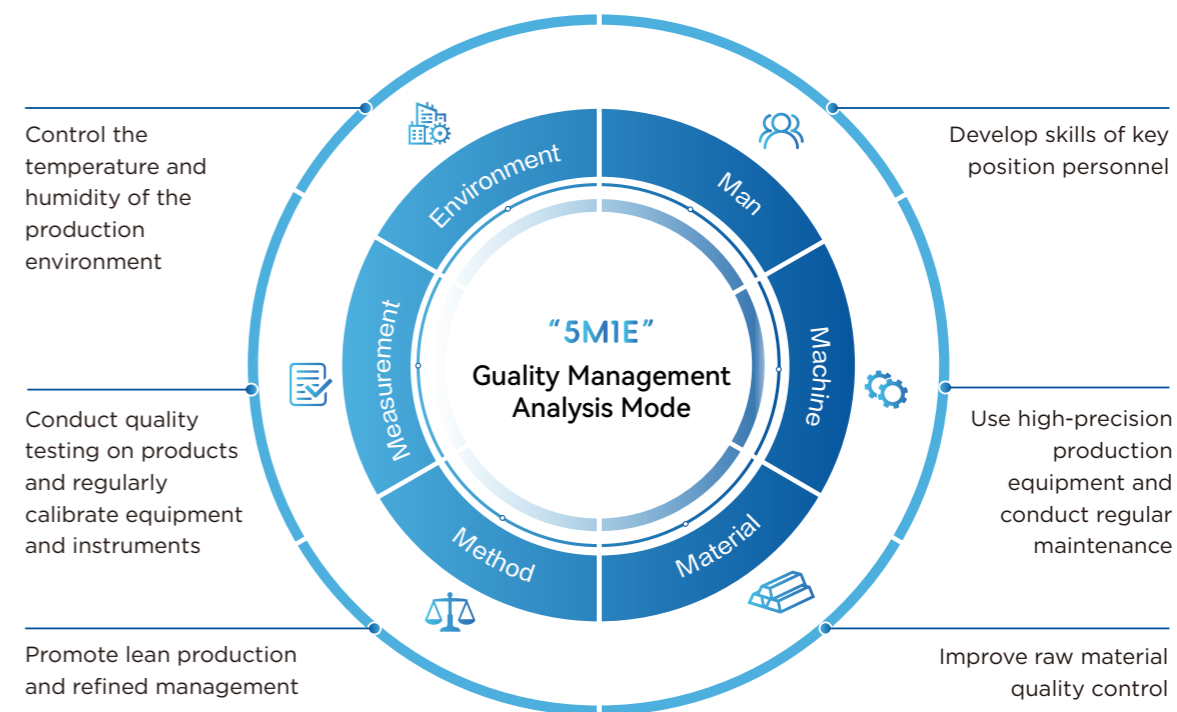 Control the
temperature and
humidity of the
production
environment
Conduct quality
testing on products
and regularly
calibrate equipment
and instruments
Promote lean production
and refined management
Environment
Man
Measurement
Machine
Method
Material
“5M1E”
Guality Management
Analysis Mode
Develop skills of key
position personnel
Use high-precision
production
equipment and
conduct regular
maintenance
Improve raw material
quality control